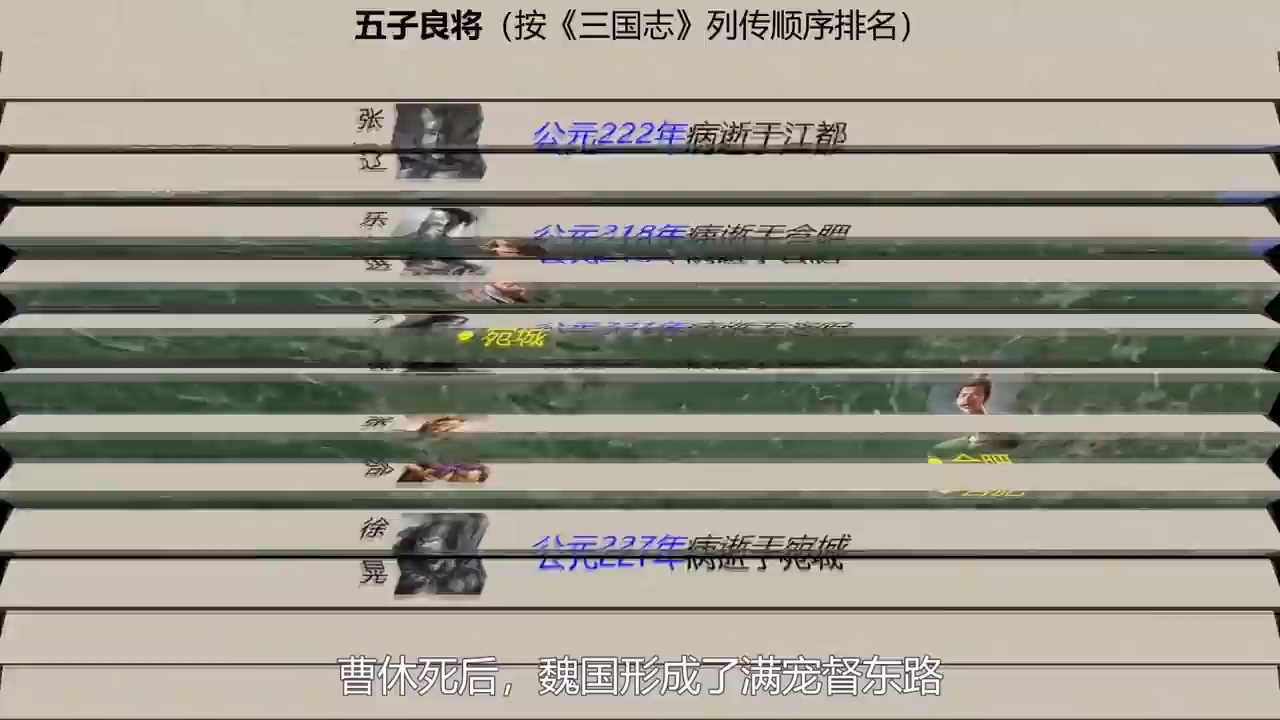 五子良将（按《三国志》列传顺序排名）
张辽 公元222年病逝于江都
乐 公元218年病逝于合肥
宛城
张
合肥
徐晃 公元227年病逝于宛城
曹休死后，魏国形成了满宠督东路